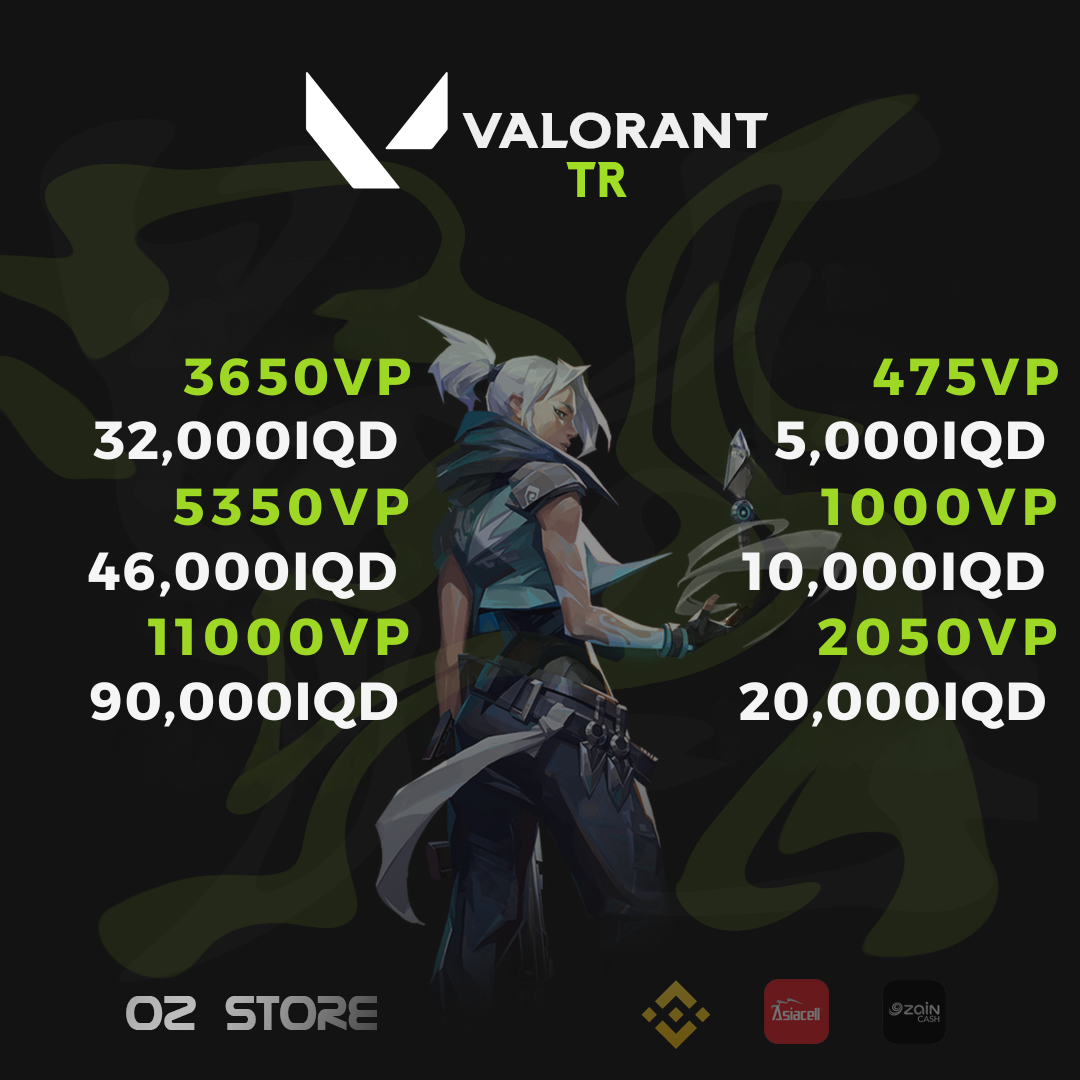 VALORANT
TR
3650VP
32,000IQD
5350VP
46,000IQD
11000VP
90,000IQD
475VP
5,000IQD
1000VP
10,000IQD
2050VP
20,000IQD
OZ STORE
Asiacell
zain
CASH